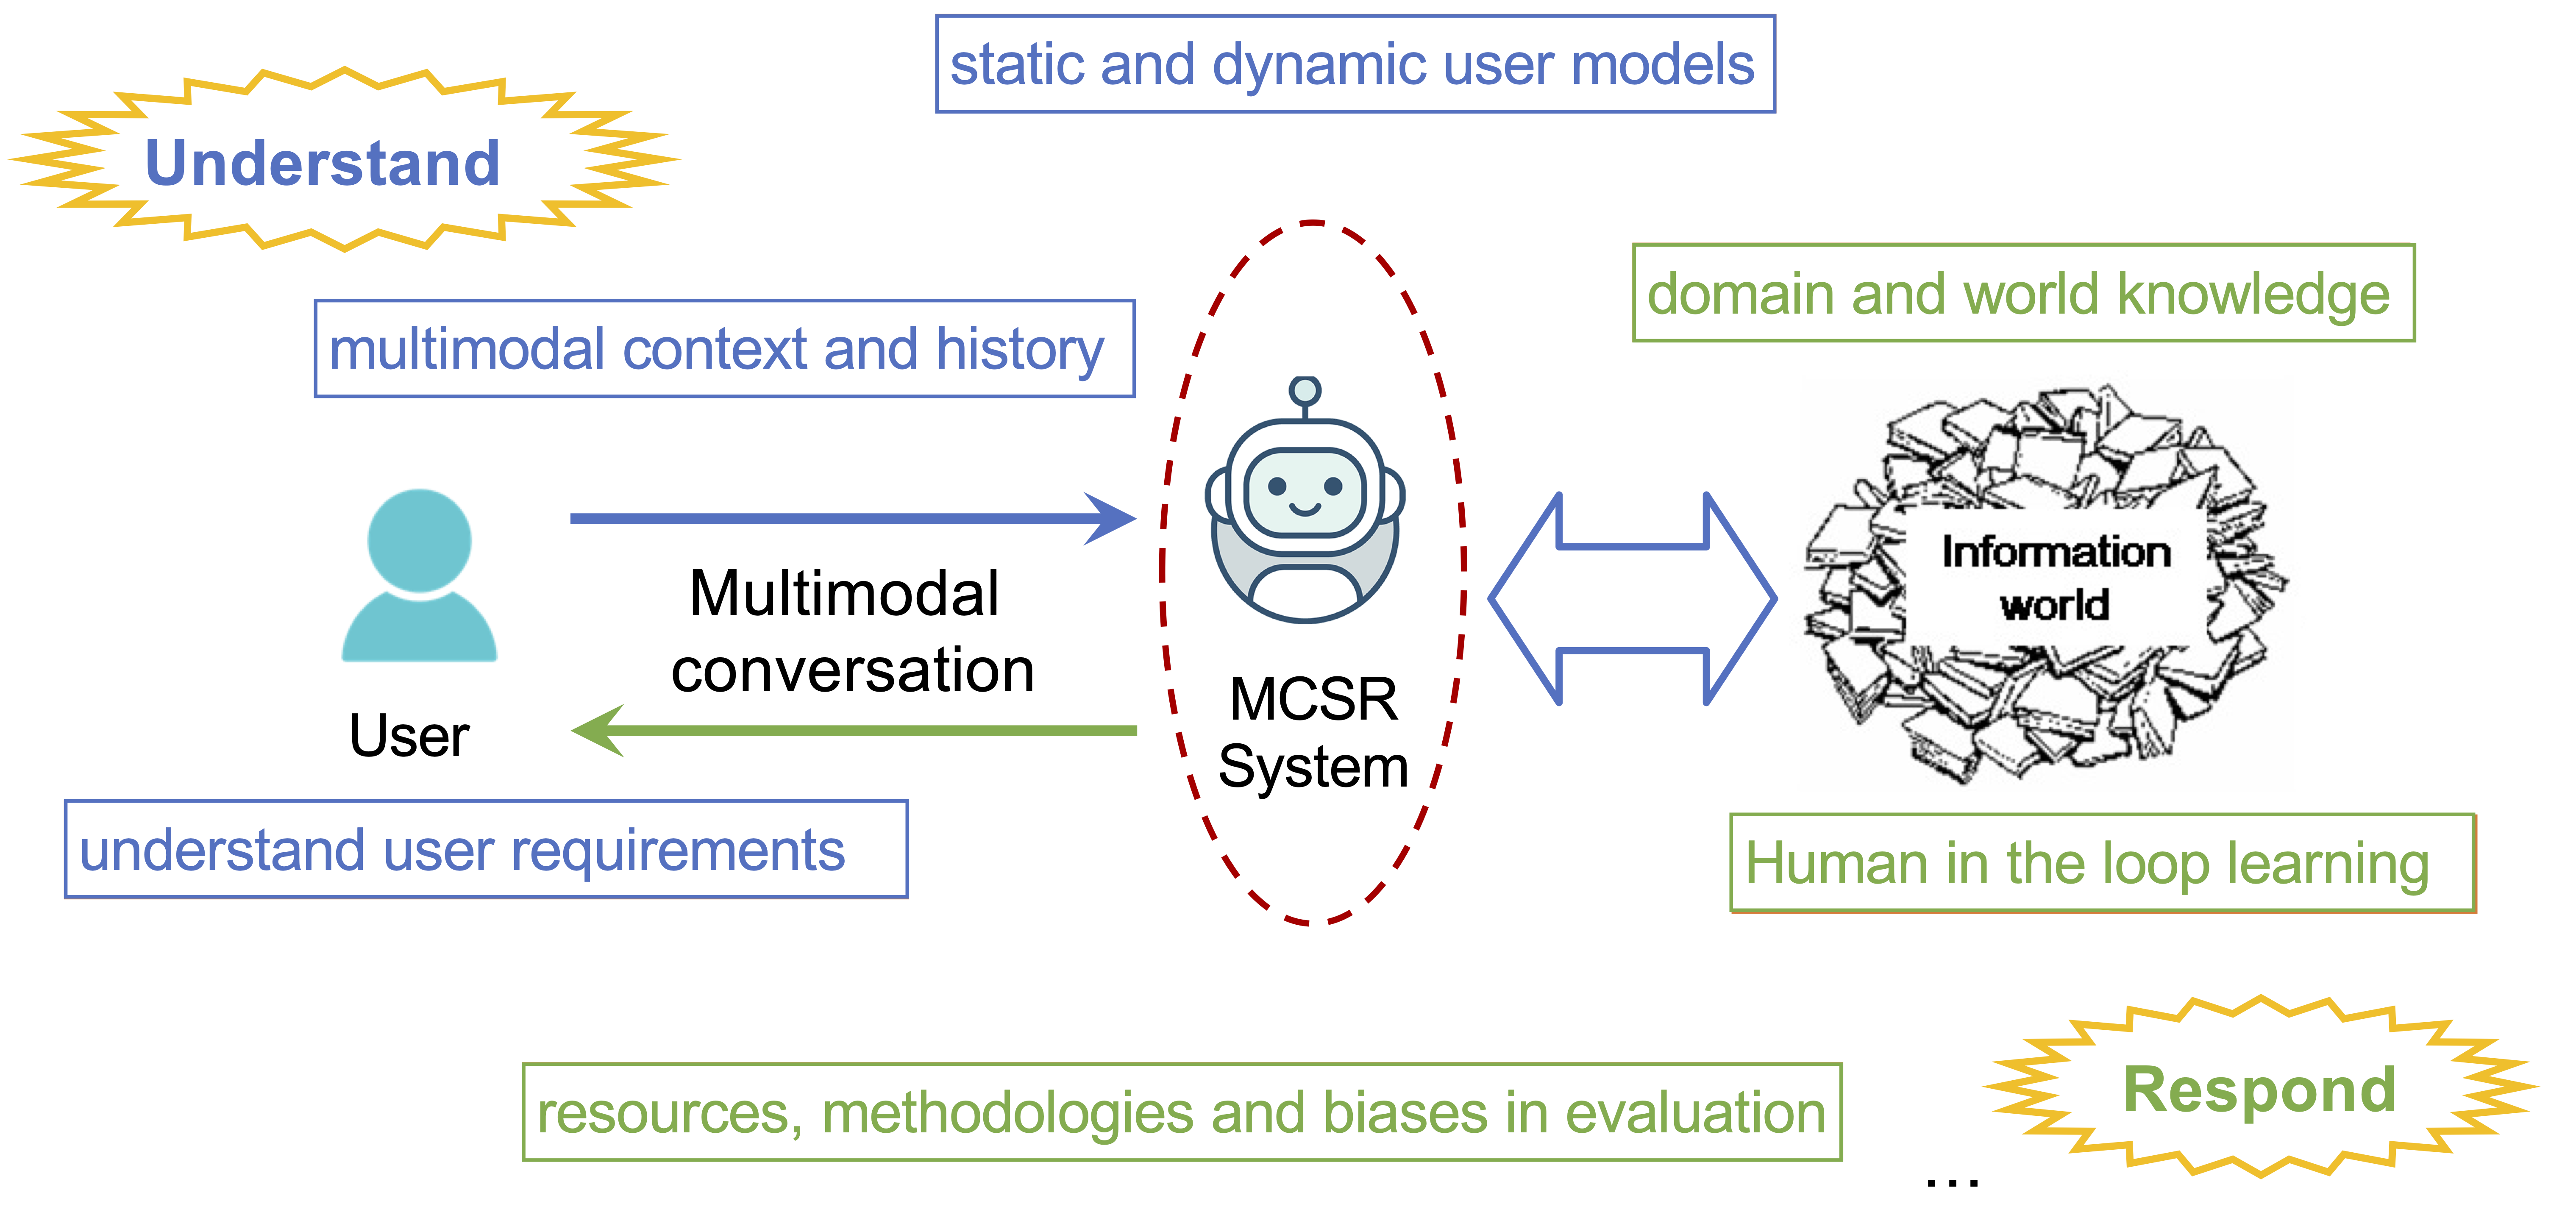 static and dynamic user models
Understand
domain and world knowledge
multimodal context and history
Information
world
Multimodal
conversation
MCSR
System
User
understand user requirements
Human in the loop learning
Respond
resources, methodologies and biases in evaluation
...